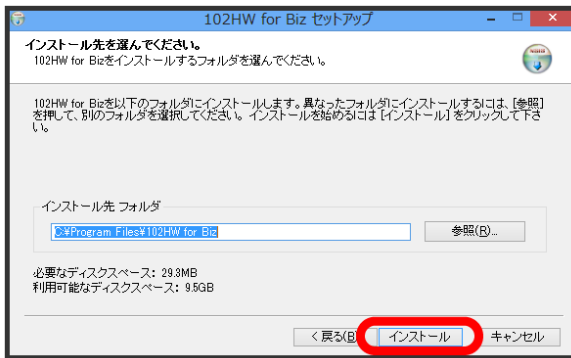 102HW for Biz セットアップ
インストール先を選んでください。
102HW for Bizをインストールするフォルダを選んでください。
102HW for Bizを以下のフォルダにインストールします。異なったフォルダにインストールするには、[参照]
を押して、別のフォルダを選択してください。インストールを始めるには [インストール] をクリックして下さ
い。
インストール先 フォルダ
C:¥Program Files¥102HW for Biz
参照(R)...
必要なディスクスペース: 29.3MB
利用可能なディスクスペース: 9.5GB
< 戻る(B) インストール キャンセル